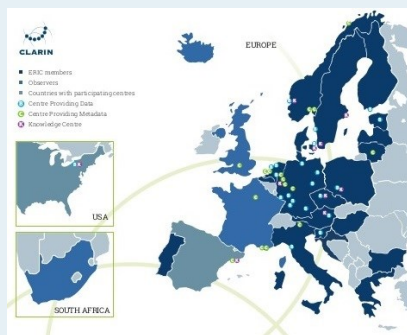 CLARIN
EUROPE
ERIC members
Observers
Countries with participating centres
Centre Providing Data
Centre Providing Metadata
Knowledge Centre
USA
SOUTH AFRICA